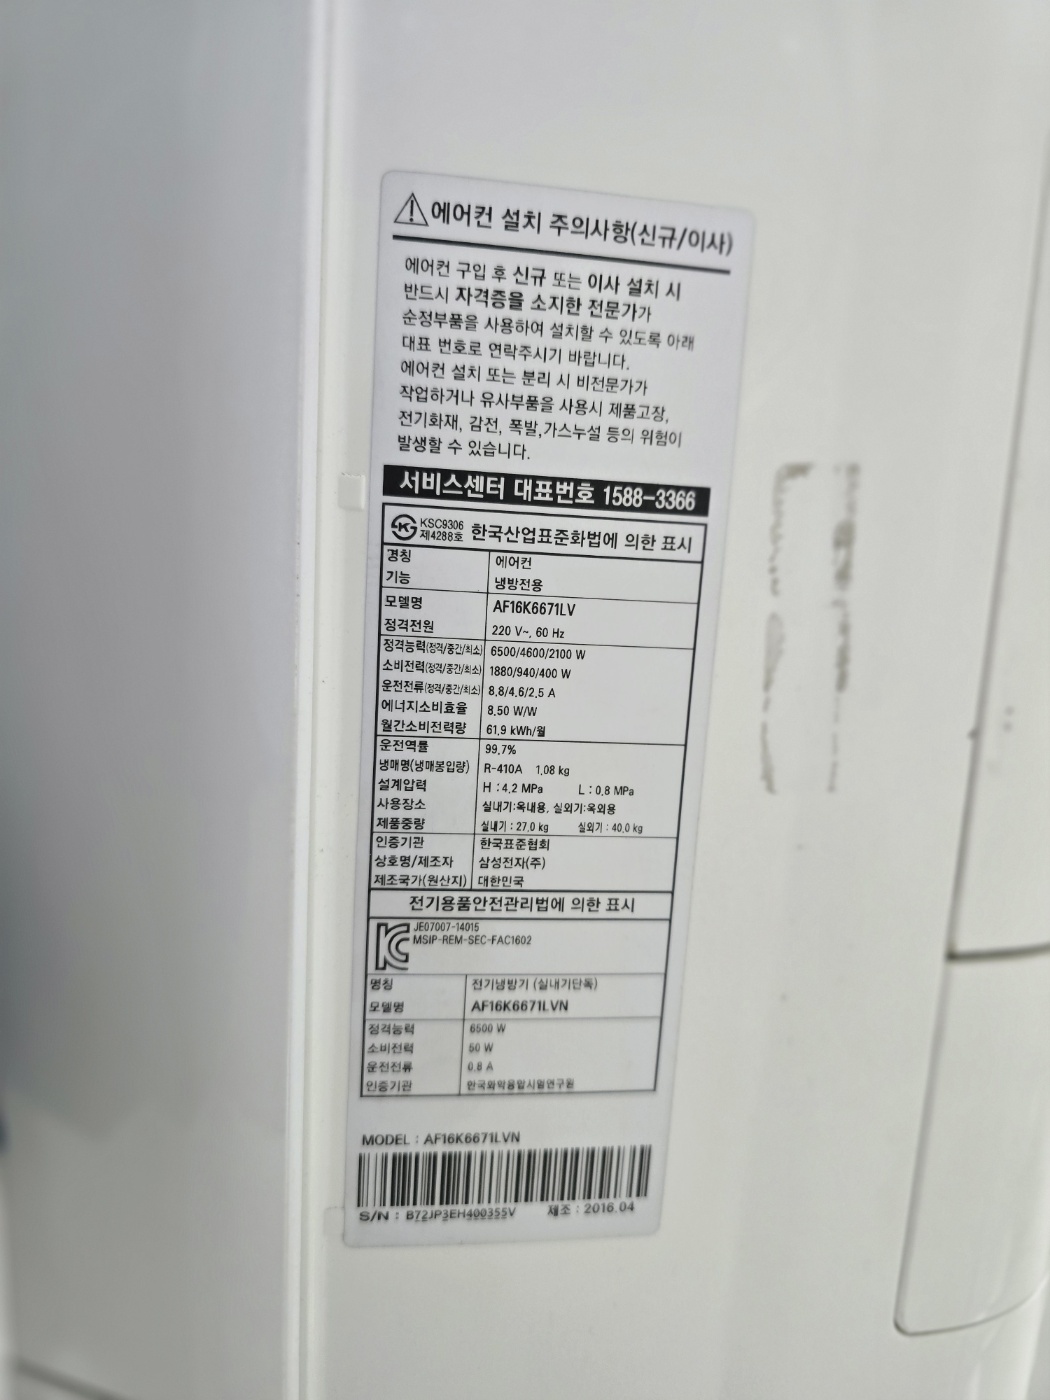 에어컨 설치 주의사항(신규/이사)
에어컨 구입 후 신규 또는 이사 설치 시
반드시 자격증을 소지한 전문가가
순정부품을 사용하여 설치할 수 있도록 아래
대표 번호로 연락주시기 바랍니다.
에어컨 설치 또는 분리 시 비전문가가
작업하거나 유사부품을 사용시 제품고장,
전기화재, 감전, 폭발,가스누설 등의 위험이
발생할 수 있습니다.
서비스센터 대표번호 1588-3366
KSC9306
제4288호
한국산업표준화법에 의한 표시
명칭 에어컨
기능 냉방전용
모델명 AF16K6671LV
정격전원 220 V~, 60 Hz
정격능력(정격/중간/최소) 6500/4600/2100 W
소비전력(정격/중간/최소) 1880/940/400 W
운전전류(정격/중간/최소) 8.8/4.6/2.5 A
에너지소비효율 8.50 W/W
월간소비전력량 61.9 kWh/월
운전역률 99.7%
냉매명(냉매봉입량) R-410A 1.08 kg
설계압력 H : 4.2 MPa L : 0.8 MPa
사용장소 실내기:옥내용, 실외기:옥외용
제품중량 실내기 : 27.0 kg 실외기 : 40.0 kg
인증기관 한국표준협회
상호명/제조자 삼성전자(주)
제조국가(원산지) 대한민국
전기용품안전관리법에 의한 표시
JE07007-14015
MSIP-REM-SEC-FAC1602
명칭 전기냉방기 (실내기단독)
모델명 AF16K6671LVN
정격능력 6500 W
소비전력 50 W
운전전류 0.8 A
인증기관
MODEL : AF16K6671LVN
S/N : B72JP3EH400355V 제조 : 2016.04